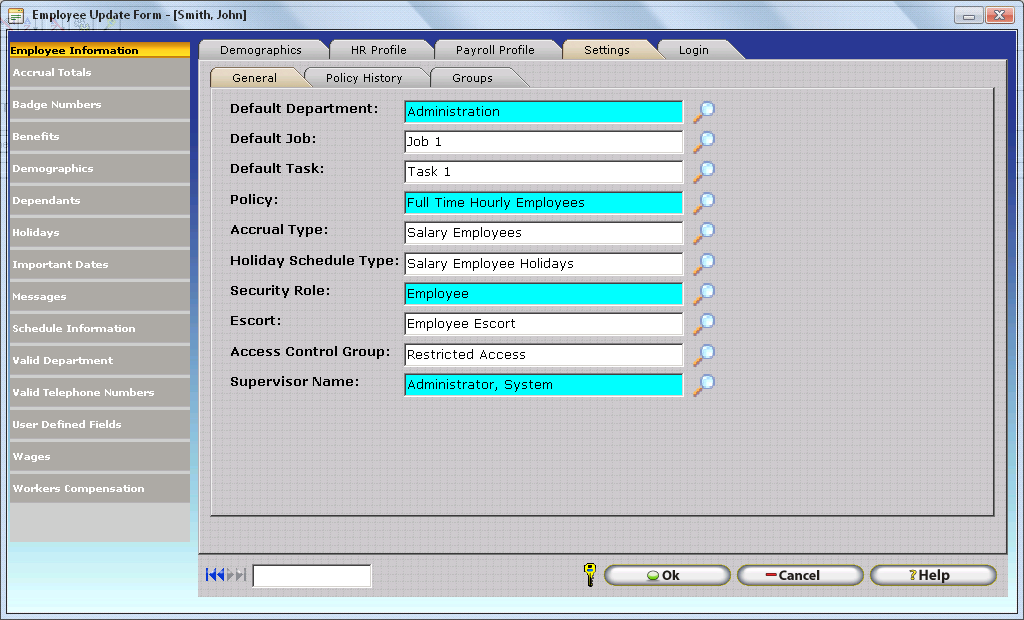 Employee Update Form - [Smith, John]
Employee Information
Accrual Totals
Badge Numbers
Benefits
Demographics
Dependants
Holidays
Important Dates
Messages
Schedule Information
Valid Department
Valid Telephone Numbers
User Defined Fields
Wages
Workers Compensation
Demographics HR Profile Payroll Profile Settings Login
General Policy History Groups
Default Department: Administration
Default Job: Job 1
Default Task: Task 1
Policy: Full Time Hourly Employees
Accrual Type: Salary Employees
Holiday Schedule Type: Salary Employee Holidays
Security Role: Employee
Escort: Employee Escort
Access Control Group: Restricted Access
Supervisor Name: Administrator, System
Ok Cancel ?Help